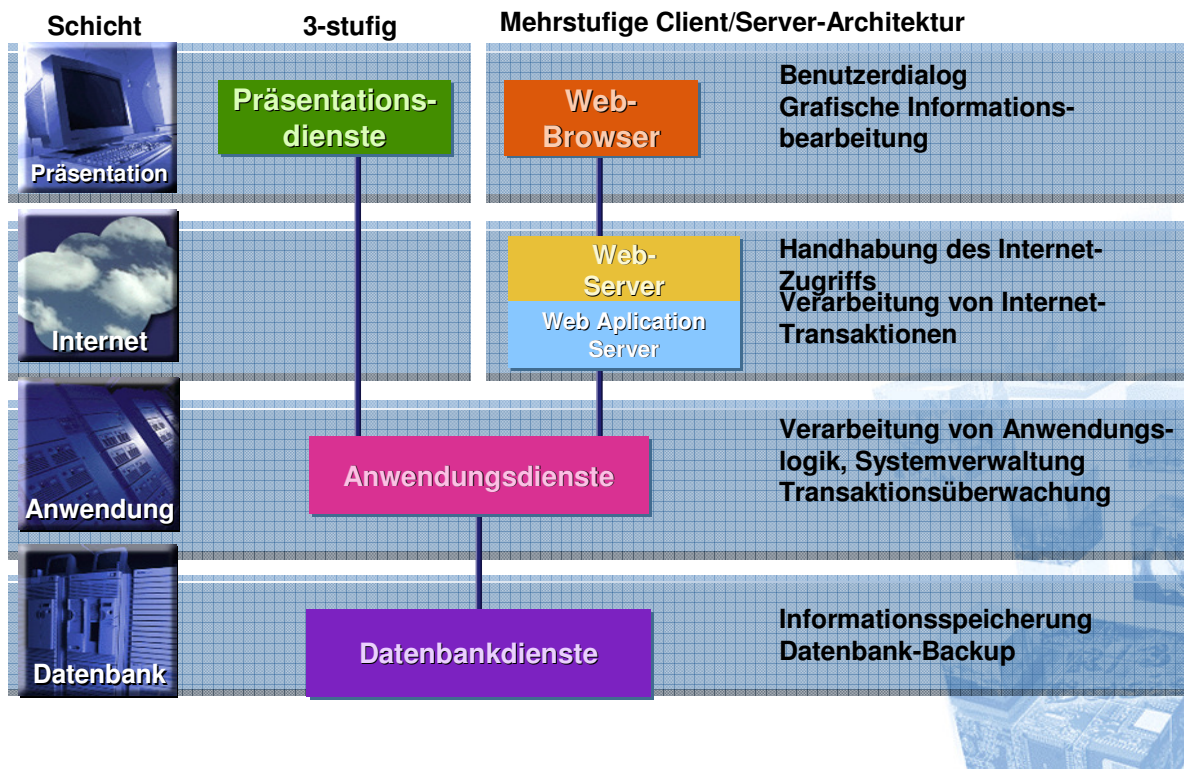 Schicht
3-stufig
Mehrstufige Client/Server-Architektur
Präsentation
Präsentations-
dienste
Web-
Browser
Benutzerdialog
Grafische Informations-
bearbeitung
Internet
Web-
Server
Web Aplication
Server
Handhabung des Internet-
Zugriffs
Verarbeitung von Internet-
Transaktionen
Anwendung
Anwendungsdienste
Verarbeitung von Anwendungs-
logik, Systemverwaltung
Transaktionsüberwachung
Datenbank
Datenbankdienste
Informationsspeicherung
Datenbank-Backup
R/3